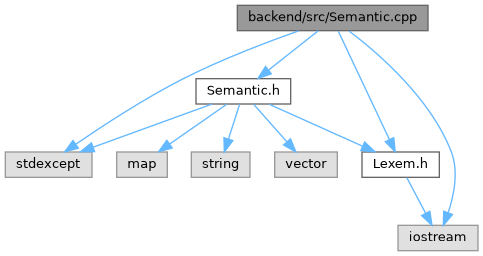 backend/src/Semantic.cpp
Semantic.h
stdexcept
map
string
vector
Lexem.h
iostream